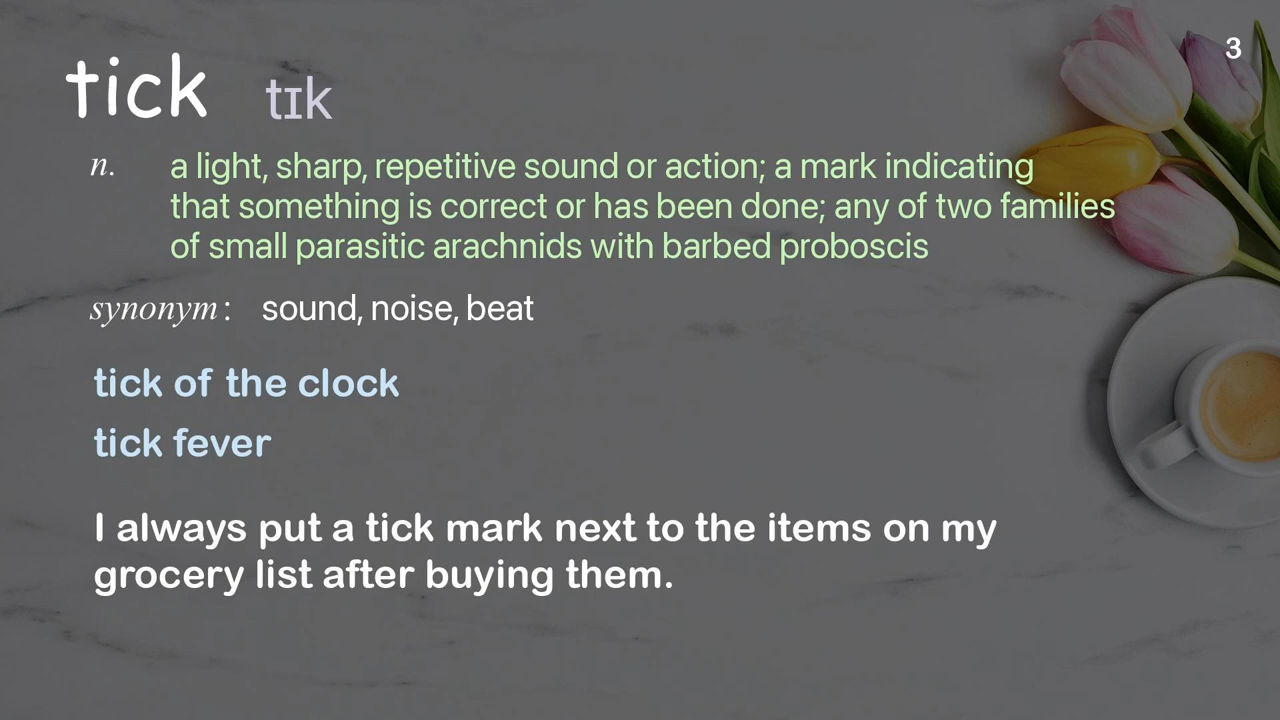 3
tick tɪk
n. a light, sharp, repetitive sound or action; a mark indicating
that something is correct or has been done; any of two families
of small parasitic arachnids with barbed proboscis
synonym: sound, noise, beat
tick of the clock
tick fever
I always put a tick mark next to the items on my
grocery list after buying them.